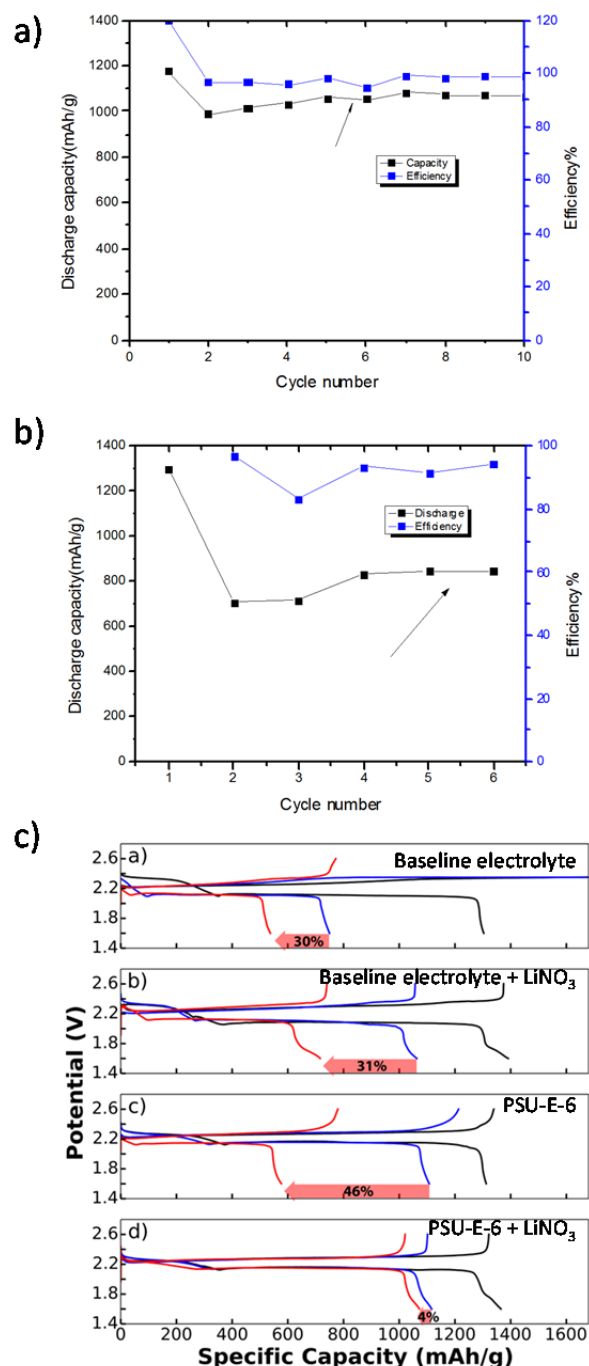 a)
1400
1200
1000
800
600
400
200
0
120
100
80
60
40
20
0
0 2 4 6 8 10
Discharge capacity(mAh/g)
Efficiency%
Capacity
Efficiency
Cycle number
b)
1400
1200
1000
800
600
400
200
0
100
80
60
40
20
0
1 2 3 4 5 6
Discharge capacity(mAh/g)
Efficiency%
Discharge
Efficiency
Cycle number
c)
Potential (V)
a) Baseline electrolyte
2.6
2.2
1.8
1.4
30%
b) Baseline electrolyte + LiNO₃
2.6
2.2
1.8
1.4
31%
c) PSU-E-6
2.6
2.2
1.8
1.4
46%
d) PSU-E-6 + LiNO₃
2.6
2.2
1.8
1.4
4%
0 200 400 600 800 1000 1200 1400 1600
Specific Capacity (mAh/g)